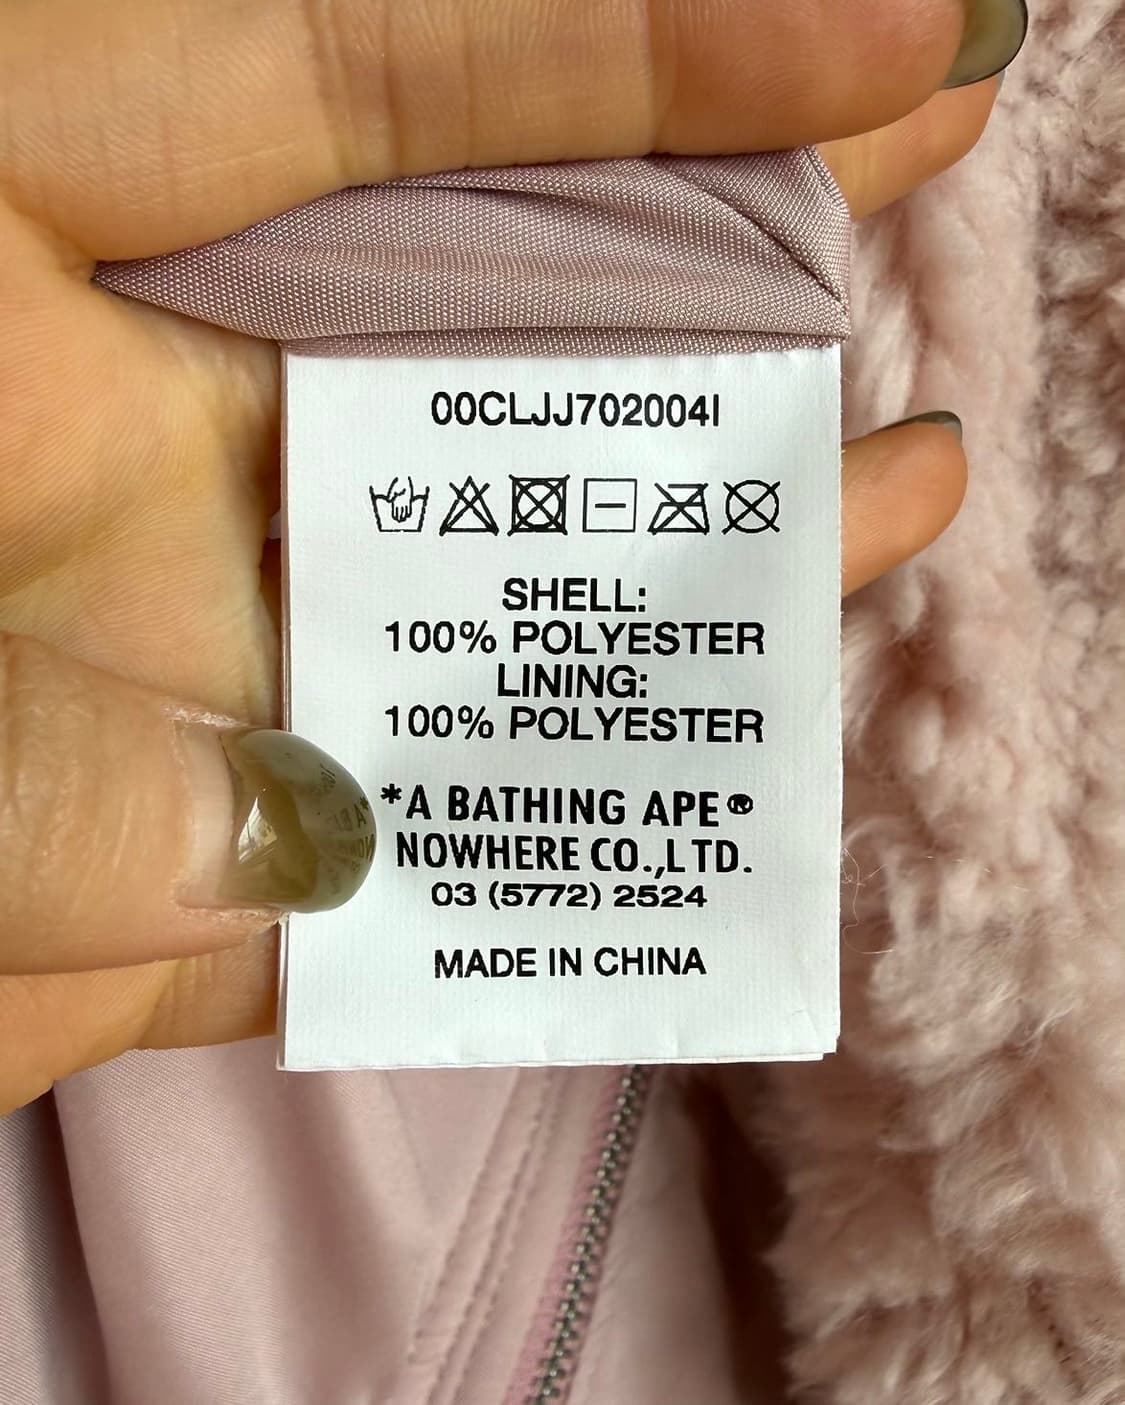 00CLJJ702004I
SHELL:
100% POLYESTER
LINING:
100% POLYESTER
*A BATHING APE®
NOWHERE CO.,LTD.
03 (5772) 2524
MADE IN CHINA